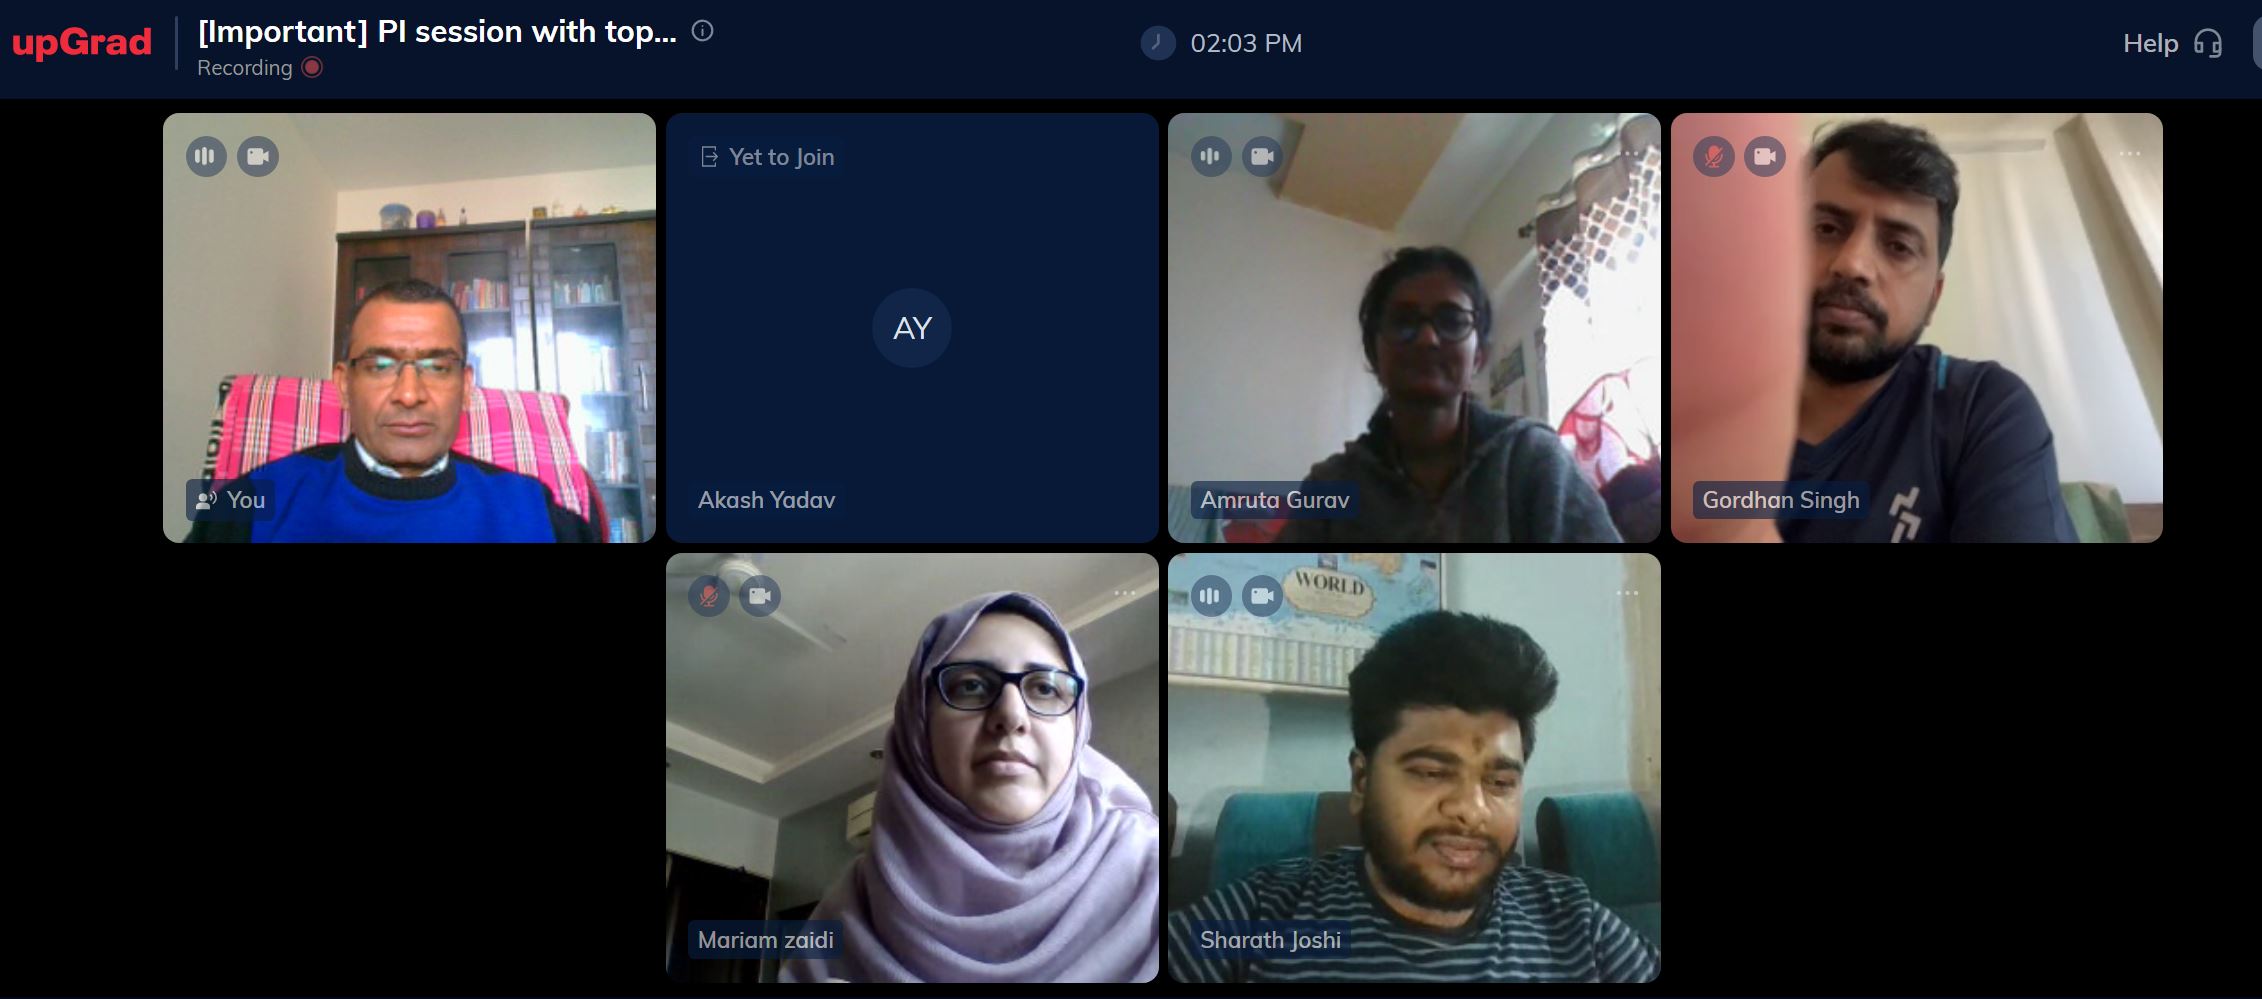 upGrad
[Important] PI session with top...
Recording
02:03 PM
Help
You
Yet to Join
AY
Akash Yadav
Amruta Gurav
Gordhan Singh
Mariam zaidi
WORLD
Sharath Joshi